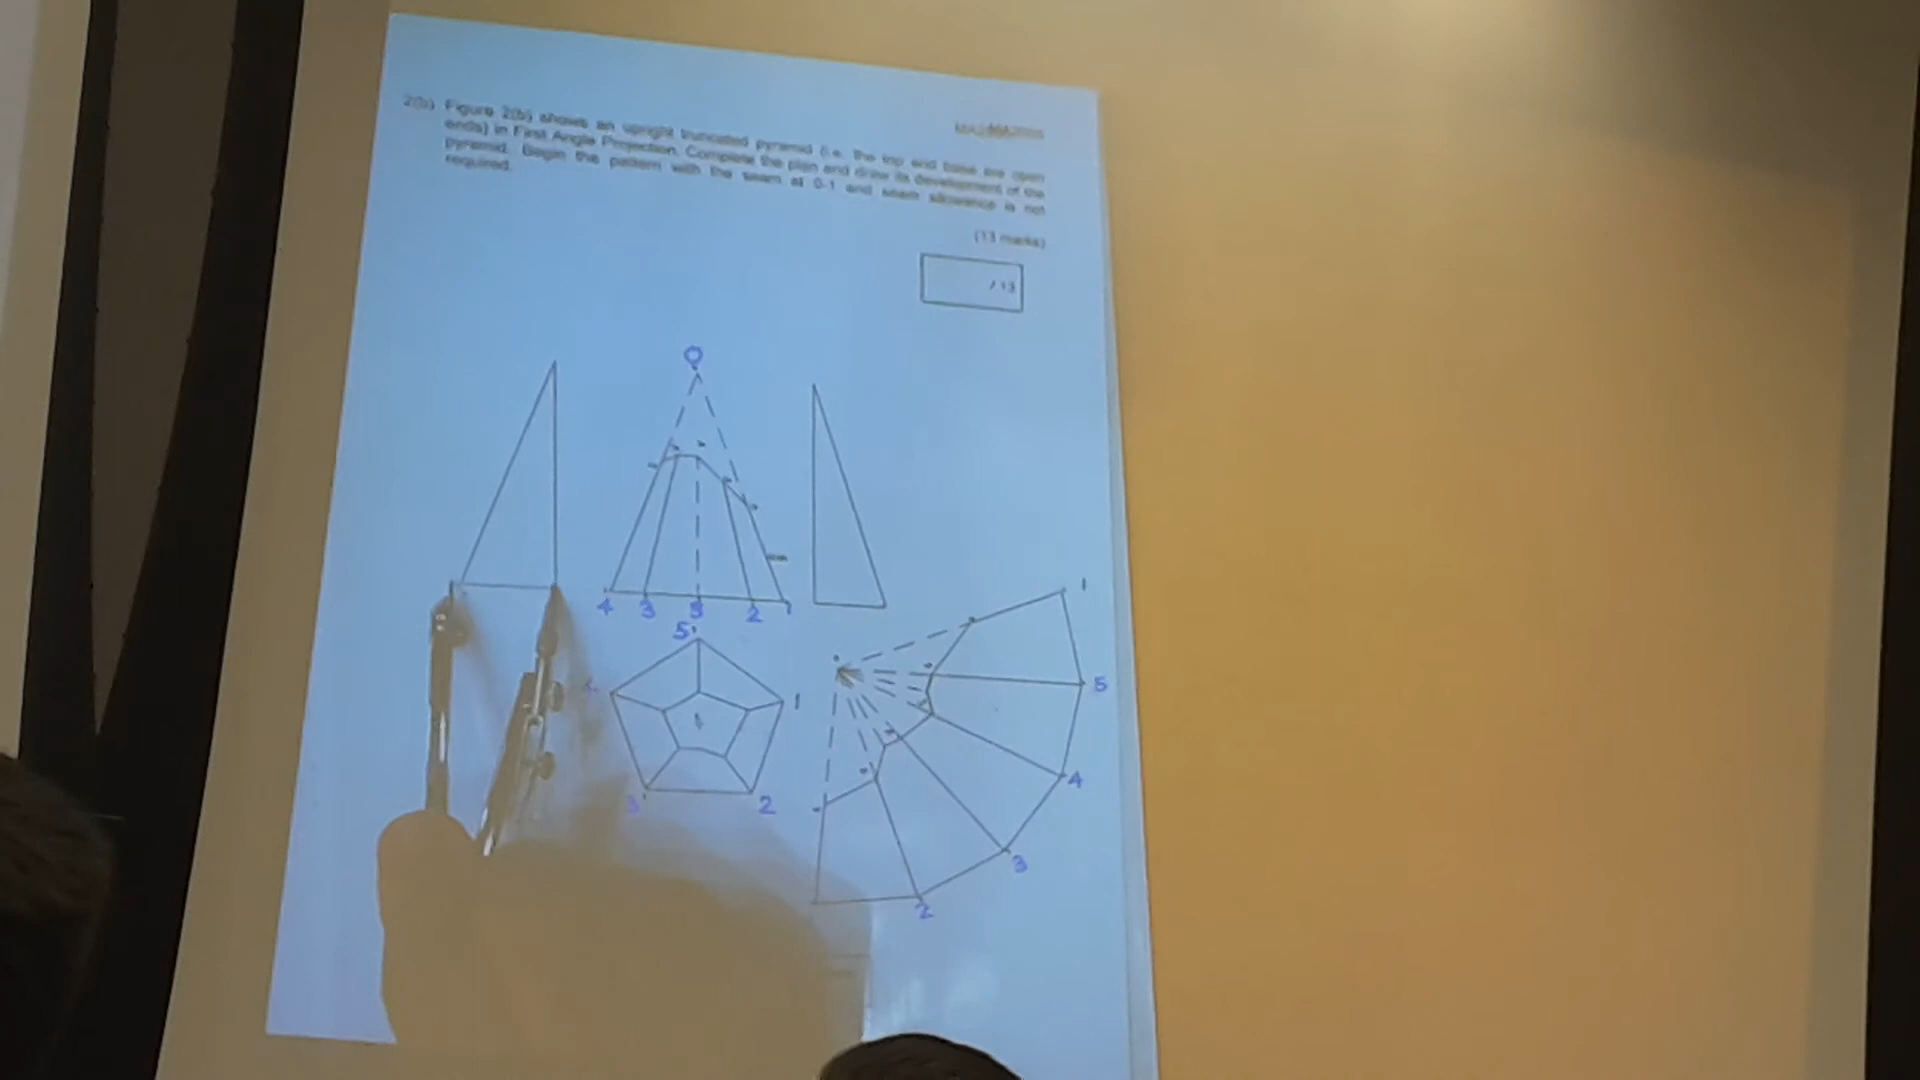 2(b) Figure 2(b) shows an upright truncated pyramid (i.e. the top and base are open
ends) in First Angle Projection. Complete the plan and draw its development of the
pyramid. Begin the pattern with the seam at 0-1 and seam allowance is not
required.
(13 marks)
/ 13
O
4 3 5 2 1
5
1
3 2
1
5
4
3
2